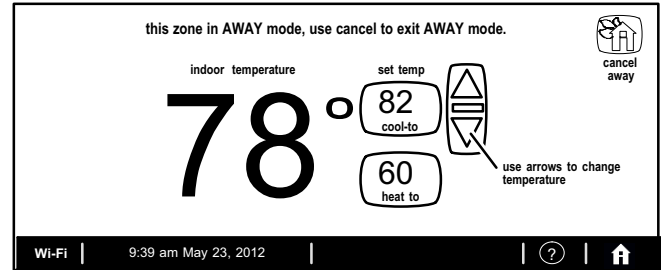 this zone in AWAY mode, use cancel to exit AWAY mode.
cancel
away
indoor temperature
set temp
78°
82
cool-to
60
heat to
use arrows to change
temperature
Wi-Fi
9:39 am May 23, 2012
?